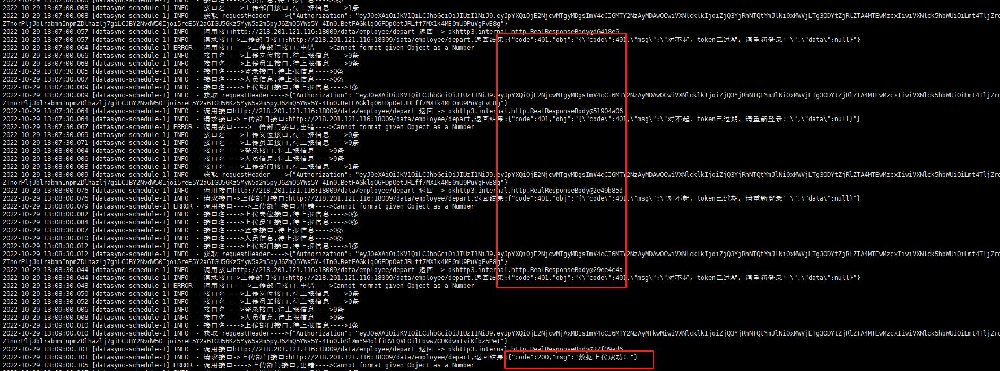 2022-10-29 13:07:00.008 [datasync-schedule-1] INFO  - 接口名---->人员信息,待上报信息---->0条
2022-10-29 13:07:00.008 [datasync-schedule-1] INFO  - 接口名---->上传部门接口,待上报信息---->1条
2022-10-29 13:07:00.008 [datasync-schedule-1] INFO  - 获取 requestHeader---->{"Authorization": "eyJ0eXAiOiJKV1QiLCJhbGciOiJIUzI1NiJ9.eyJpYXQiOjE2NjcwMTgyMDgsImV4cCI6MTY2NzAyMDAwOCwiVXNlcklkIjoiZjQ3YjRhNTQtYmJlNi0xMWVjLTg3ODYtZjRlZTA4MTEwMzcxIiwiVXNlck5hbWUiOiLmt4TljZrd
ZTnorPljJblrabmnInpmZDlhazlj7giLCJBY2NvdW50Ijoi5reE5Y2a6IGU56Kz5YyW5a2m5pyJ6ZmQ5YWs5Y-4In0.BetFAGklqO6FDpOetJRLff7MX1k4ME0mU9PuVgFvE8g"}
2022-10-29 13:07:00.057 [datasync-schedule-1] INFO  - 调用接口http://218.201.121.116:18009/data/employee/depart 返回 -> okhttp3.internal.http.RealResponseBody@d6418e9
2022-10-29 13:07:00.057 [datasync-schedule-1] INFO  - 请求接口->上传部门接口:http://218.201.121.116:18009/data/employee/depart,返回结果:{"code":401,"obj":"{\"code\":401,\"msg\":\"对不起，token已过期，请重新登录！\",\"data\":null}"}
2022-10-29 13:07:00.064 [datasync-schedule-1] ERROR - 调用接口---->上传部门接口,出错---->Cannot format given Object as a Number
2022-10-29 13:07:00.066 [datasync-schedule-1] INFO  - 接口名---->上传岗位接口,待上报信息---->0条
2022-10-29 13:07:00.068 [datasync-schedule-1] INFO  - 接口名---->上传员工接口,待上报信息---->0条
2022-10-29 13:07:30.005 [datasync-schedule-1] INFO  - 接口名---->登录接口,待上报信息---->0条
2022-10-29 13:07:30.007 [datasync-schedule-1] INFO  - 接口名---->人员信息,待上报信息---->0条
2022-10-29 13:07:30.009 [datasync-schedule-1] INFO  - 接口名---->上传部门接口,待上报信息---->1条
2022-10-29 13:07:30.009 [datasync-schedule-1] INFO  - 获取 requestHeader---->{"Authorization": "eyJ0eXAiOiJKV1QiLCJhbGciOiJIUzI1NiJ9.eyJpYXQiOjE2NjcwMTgyMDgsImV4cCI6MTY2NzAyMDAwOCwiVXNlcklkIjoiZjQ3YjRhNTQtYmJlNi0xMWVjLTg3ODYtZjRlZTA4MTEwMzcxIiwiVXNlck5hbWUiOiLmt4TljZrd
ZTnorPljJblrabmnInpmZDlhazlj7giLCJBY2NvdW50Ijoi5reE5Y2a6IGU56Kz5YyW5a2m5pyJ6ZmQ5YWs5Y-4In0.BetFAGklqO6FDpOetJRLff7MX1k4ME0mU9PuVgFvE8g"}
2022-10-29 13:07:30.064 [datasync-schedule-1] INFO  - 调用接口http://218.201.121.116:18009/data/employee/depart 返回 -> okhttp3.internal.http.RealResponseBody@51904a06
2022-10-29 13:07:30.064 [datasync-schedule-1] INFO  - 请求接口->上传部门接口:http://218.201.121.116:18009/data/employee/depart,返回结果:{"code":401,"obj":"{\"code\":401,\"msg\":\"对不起，token已过期，请重新登录！\",\"data\":null}"}
2022-10-29 13:07:30.067 [datasync-schedule-1] ERROR - 调用接口---->上传部门接口,出错---->Cannot format given Object as a Number
2022-10-29 13:07:30.069 [datasync-schedule-1] INFO  - 接口名---->上传岗位接口,待上报信息---->0条
2022-10-29 13:07:30.071 [datasync-schedule-1] INFO  - 接口名---->上传员工接口,待上报信息---->0条
2022-10-29 13:08:00.004 [datasync-schedule-1] INFO  - 接口名---->登录接口,待上报信息---->0条
2022-10-29 13:08:00.006 [datasync-schedule-1] INFO  - 接口名---->人员信息,待上报信息---->0条
2022-10-29 13:08:00.008 [datasync-schedule-1] INFO  - 接口名---->上传部门接口,待上报信息---->1条
2022-10-29 13:08:00.009 [datasync-schedule-1] INFO  - 获取 requestHeader---->{"Authorization": "eyJ0eXAiOiJKV1QiLCJhbGciOiJIUzI1NiJ9.eyJpYXQiOjE2NjcwMTgyMDgsImV4cCI6MTY2NzAyMDAwOCwiVXNlcklkIjoiZjQ3YjRhNTQtYmJlNi0xMWVjLTg3ODYtZjRlZTA4MTEwMzcxIiwiVXNlck5hbWUiOiLmt4TljZrd
ZTnorPljJblrabmnInpmZDlhazlj7giLCJBY2NvdW50Ijoi5reE5Y2a6IGU56Kz5YyW5a2m5pyJ6ZmQ5YWs5Y-4In0.BetFAGklqO6FDpOetJRLff7MX1k4ME0mU9PuVgFvE8g"}
2022-10-29 13:08:00.076 [datasync-schedule-1] INFO  - 调用接口http://218.201.121.116:18009/data/employee/depart 返回 -> okhttp3.internal.http.RealResponseBody@2e49b85d
2022-10-29 13:08:00.076 [datasync-schedule-1] INFO  - 请求接口->上传部门接口:http://218.201.121.116:18009/data/employee/depart,返回结果:{"code":401,"obj":"{\"code\":401,\"msg\":\"对不起，token已过期，请重新登录！\",\"data\":null}"}
2022-10-29 13:08:00.079 [datasync-schedule-1] ERROR - 调用接口---->上传部门接口,出错---->Cannot format given Object as a Number
2022-10-29 13:08:00.082 [datasync-schedule-1] INFO  - 接口名---->上传岗位接口,待上报信息---->0条
2022-10-29 13:08:00.084 [datasync-schedule-1] INFO  - 接口名---->上传员工接口,待上报信息---->0条
2022-10-29 13:08:30.007 [datasync-schedule-1] INFO  - 接口名---->登录接口,待上报信息---->0条
2022-10-29 13:08:30.010 [datasync-schedule-1] INFO  - 接口名---->人员信息,待上报信息---->0条
2022-10-29 13:08:30.012 [datasync-schedule-1] INFO  - 接口名---->上传部门接口,待上报信息---->1条
2022-10-29 13:08:30.012 [datasync-schedule-1] INFO  - 获取 requestHeader---->{"Authorization": "eyJ0eXAiOiJKV1QiLCJhbGciOiJIUzI1NiJ9.eyJpYXQiOjE2NjcwMTgyMDgsImV4cCI6MTY2NzAyMDAwOCwiVXNlcklkIjoiZjQ3YjRhNTQtYmJlNi0xMWVjLTg3ODYtZjRlZTA4MTEwMzcxIiwiVXNlck5hbWUiOiLmt4TljZrd
ZTnorPljJblrabmnInpmZDlhazlj7giLCJBY2NvdW50Ijoi5reE5Y2a6IGU56Kz5YyW5a2m5pyJ6ZmQ5YWs5Y-4In0.BetFAGklqO6FDpOetJRLff7MX1k4ME0mU9PuVgFvE8g"}
2022-10-29 13:08:30.044 [datasync-schedule-1] INFO  - 调用接口http://218.201.121.116:18009/data/employee/depart 返回 -> okhttp3.internal.http.RealResponseBody@29ee4c4a
2022-10-29 13:08:30.044 [datasync-schedule-1] INFO  - 请求接口->上传部门接口:http://218.201.121.116:18009/data/employee/depart,返回结果:{"code":401,"obj":"{\"code\":401,\"msg\":\"对不起，token已过期，请重新登录！\",\"data\":null}"}
2022-10-29 13:08:30.048 [datasync-schedule-1] ERROR - 调用接口---->上传部门接口,出错---->Cannot format given Object as a Number
2022-10-29 13:08:30.050 [datasync-schedule-1] INFO  - 接口名---->上传岗位接口,待上报信息---->0条
2022-10-29 13:08:30.052 [datasync-schedule-1] INFO  - 接口名---->上传员工接口,待上报信息---->0条
2022-10-29 13:09:00.006 [datasync-schedule-1] INFO  - 接口名---->登录接口,待上报信息---->0条
2022-10-29 13:09:00.008 [datasync-schedule-1] INFO  - 接口名---->人员信息,待上报信息---->0条
2022-10-29 13:09:00.010 [datasync-schedule-1] INFO  - 接口名---->上传部门接口,待上报信息---->1条
2022-10-29 13:09:00.010 [datasync-schedule-1] INFO  - 获取 requestHeader---->{"Authorization": "eyJ0eXAiOiJKV1QiLCJhbGciOiJIUzI1NiJ9.eyJpYXQiOjE2NjcwMjAxMDIsImV4cCI6MTY2NzAyMTkwMiwiVXNlcklkIjoiZjQ3YjRhNTQtYmJlNi0xMWVjLTg3ODYtZjRlZTA4MTEwMzcxIiwiVXNlck5hbWUiOiLmt4TljZrd
ZTnorPljJblrabmnInpmZDlhazlj7giLCJBY2NvdW50Ijoi5reE5Y2a6IGU56Kz5YyW5a2m5pyJ6ZmQ5YWs5Y-4In0.bSlXmY94olfiRVLQVF0ilFbww7COKdwmTviKfbz5PeI"}
2022-10-29 13:09:00.101 [datasync-schedule-1] INFO  - 调用接口http://218.201.121.116:18009/data/employee/depart 返回 -> okhttp3.internal.http.RealResponseBody@27f09ad6
2022-10-29 13:09:00.101 [datasync-schedule-1] INFO  - 请求接口->上传部门接口:http://218.201.121.116:18009/data/employee/depart,返回结果:{"code":200,"msg":"数据上传成功！"}
2022-10-29 13:09:00.105 [datasync-schedule-1] ERROR - 调用接口---->上传部门接口,出错---->Cannot format given Object as a Number